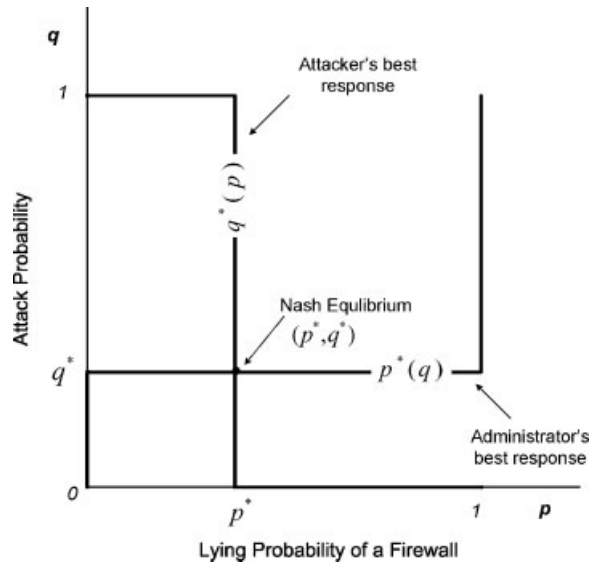 q
1
Attacker's best
response
q*(p)
Attack Probability
Nash Equlibrium
(p*,q*)
q*
p*(q)
Administrator's
best response
0
p*
1
p
Lying Probability of a Firewall